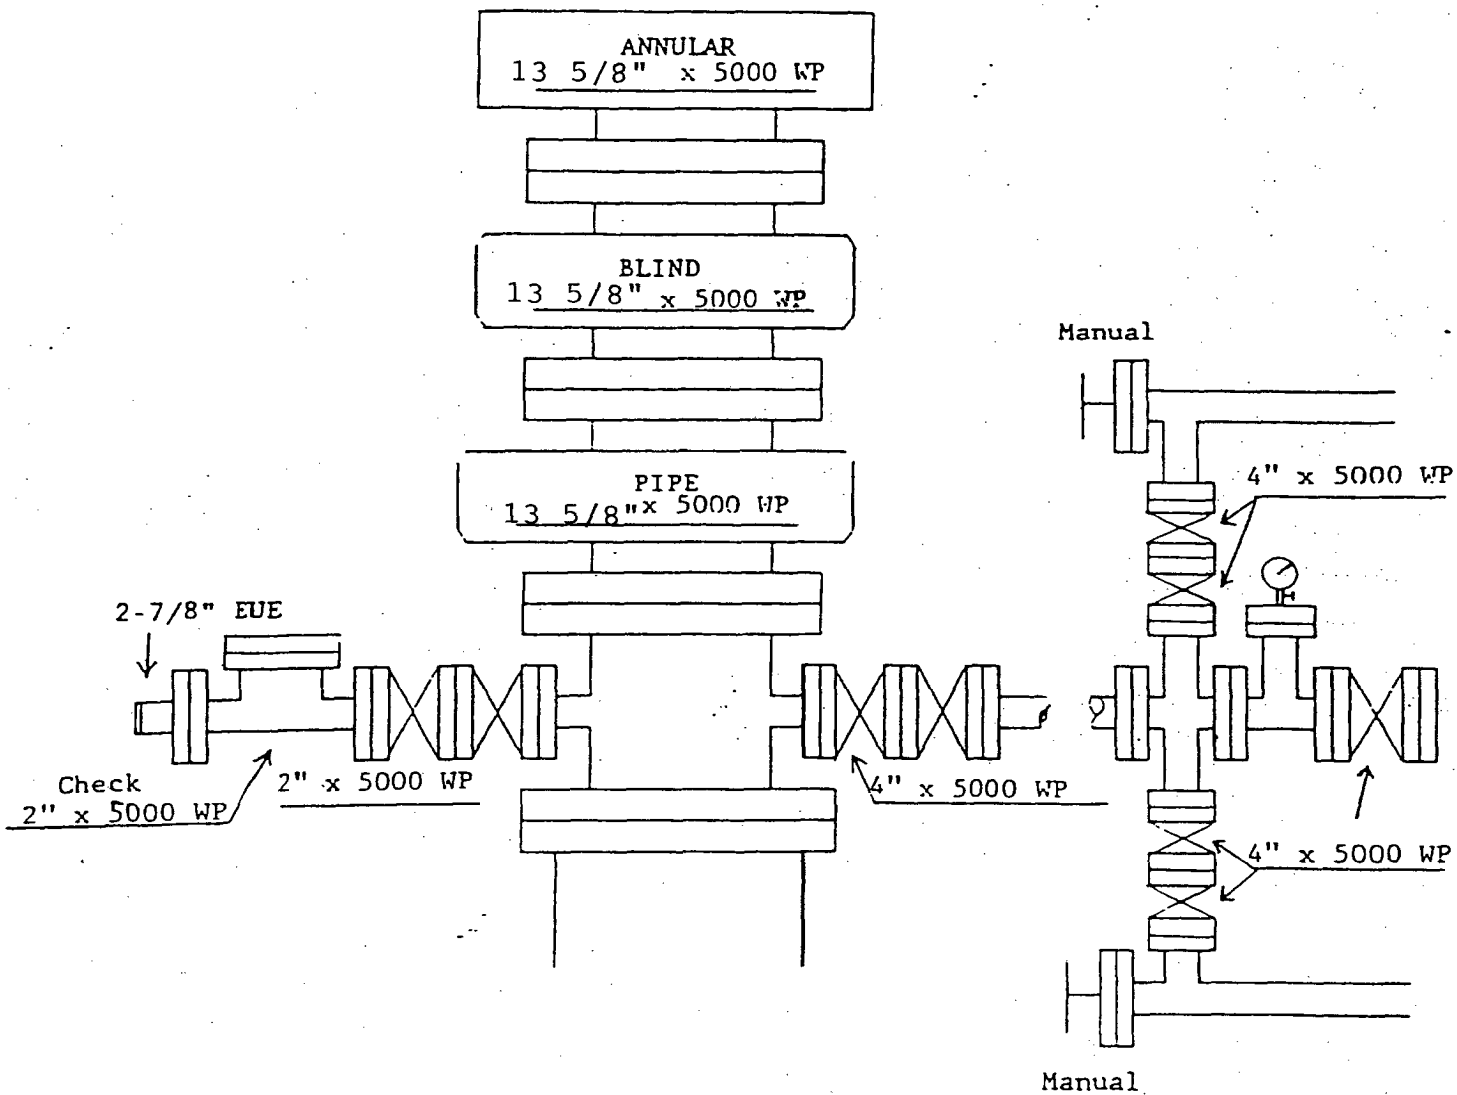 ANNULAR
13 5/8" x 5000 WP
BLIND
13 5/8" x 5000 WP
Manual
PIPE
13 5/8" x 5000 WP
4" x 5000 WP
2-7/8" EUE
Check
2" x 5000 WP
2" x 5000 WP
4" x 5000 WP
4" x 5000 WP
Manual